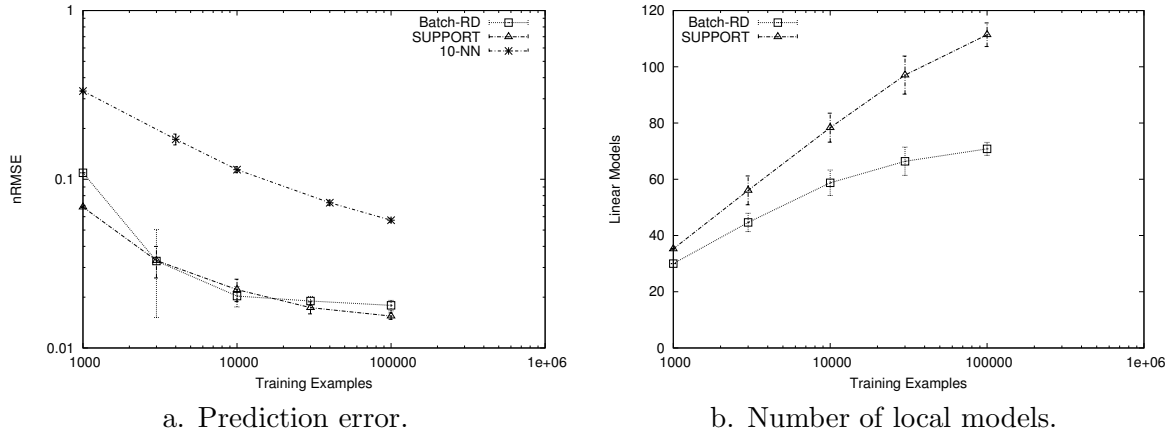 1
0.1
0.01
nRMSE
Batch-RD
SUPPORT
10-NN
1000
10000
100000
1e+06
Training Examples
a. Prediction error.
120
100
80
60
40
20
0
Linear Models
Batch-RD
SUPPORT
1000
10000
100000
1e+06
Training Examples
b. Number of local models.